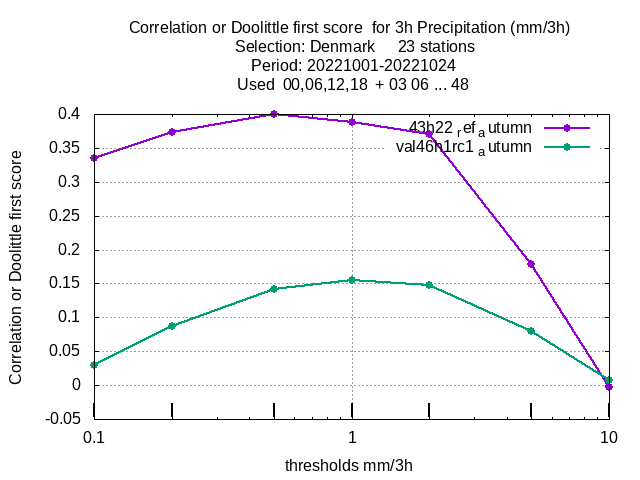 Correlation or Doolittle first score  for 3h Precipitation (mm/3h)
Selection: Denmark     23 stations
Period: 20221001-20221024
Used  00,06,12,18  + 03 06 ... 48
43h22 ref autumn
val46h1rc1 autumn
Correlation or Doolittle first score
0.4
0.35
0.3
0.25
0.2
0.15
0.1
0.05
0
-0.05
0.1
1
10
thresholds mm/3h